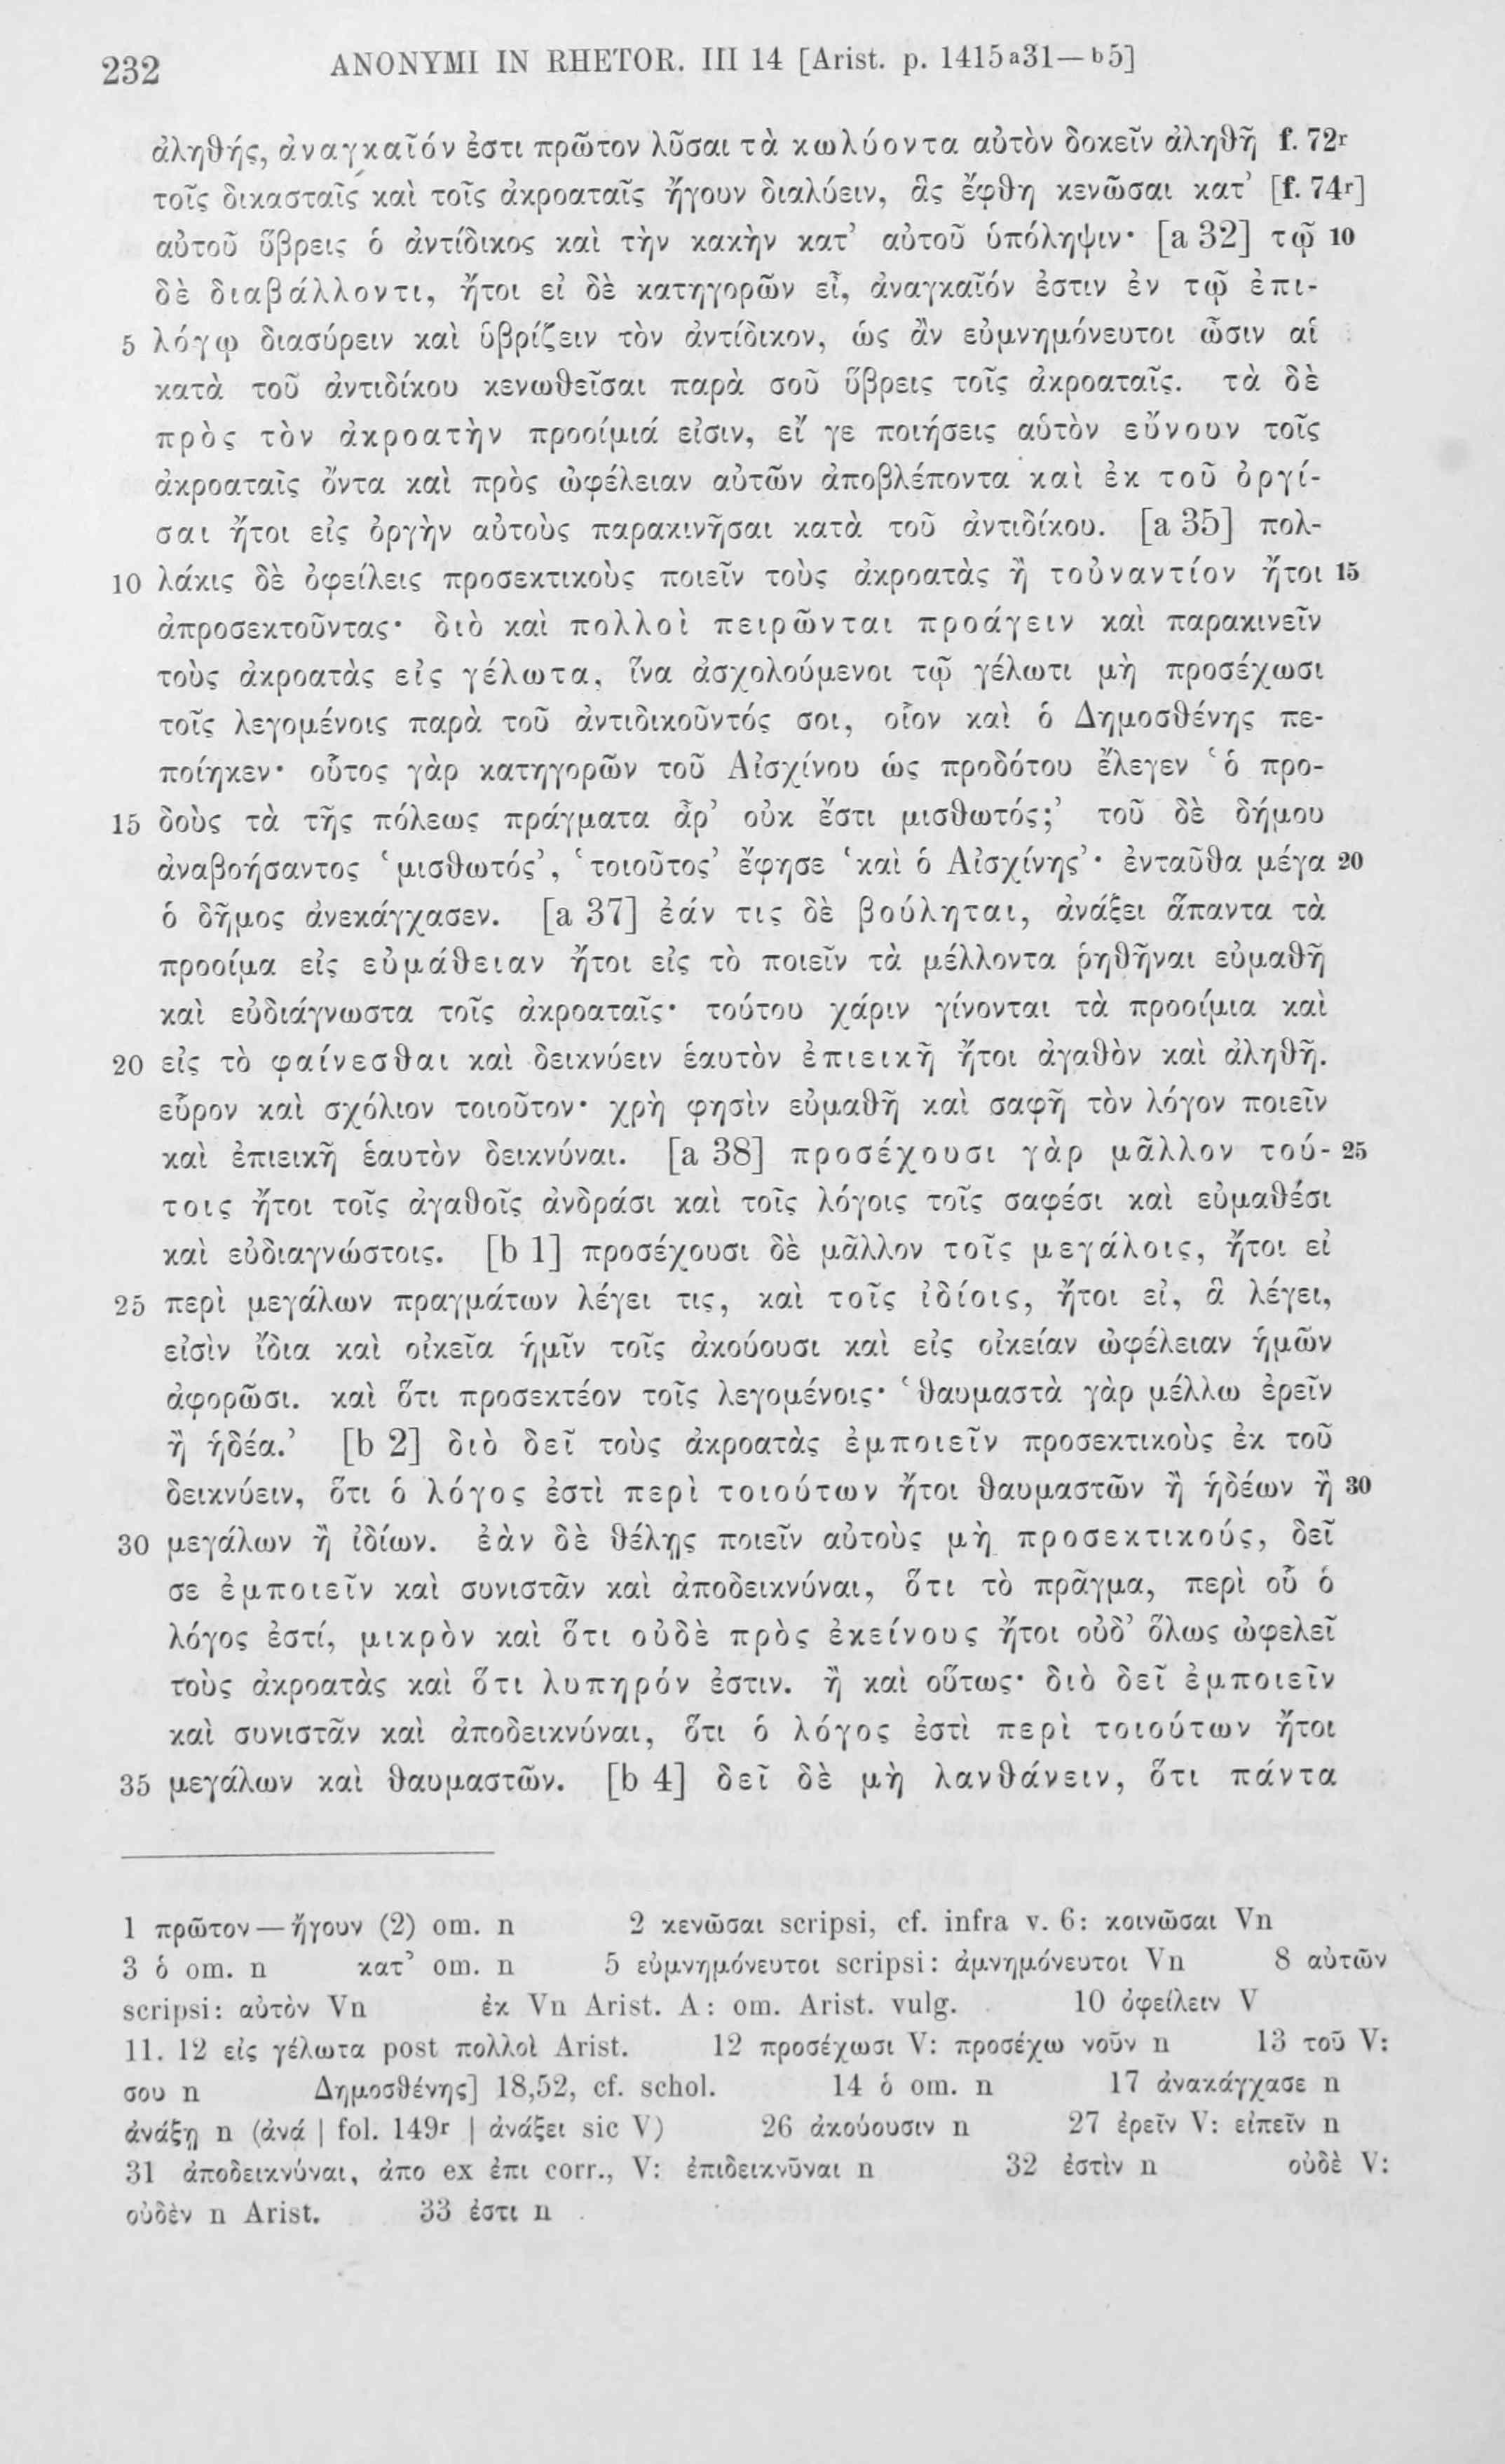 232 ANONYMI IN RHETOR. III 14 [Arist. p. 1415a31—b5]
ἀληθής, ἀναγκαῖόν ἐστι πρῶτον λῦσαι τὰ κωλύοντα αὐτὸν δοκεῖν ἀληθῆ f. 72r
τοῖς δικασταῖς καὶ τοῖς ἀκροαταῖς ἤγουν διαλύειν, ἃς ἔφθη κενῶσαι κατ’ [f. 74r]
αὐτοῦ ὕβρεις ὁ ἀντίδικος καὶ τὴν κακὴν κατ’ αὐτοῦ ὑπόληψιν· [a 32] τῷ 10
δὲ διαβάλλοντι, ἤτοι εἰ δὲ κατηγορῶν εἶ, ἀναγκαῖόν ἐστιν ἐν τῷ ἐπι-
5 λόγῳ διασύρειν καὶ ὑβρίζειν τὸν ἀντίδικον, ὡς ἂν εὐμνημόνευτοι ὦσιν αἱ
κατὰ τοῦ ἀντιδίκου κενωθεῖσαι παρὰ σοῦ ὕβρεις τοῖς ἀκροαταῖς. τὰ δὲ
πρὸς τὸν ἀκροατὴν προοίμιά εἰσιν, εἴ γε ποιήσεις αὑτὸν εὔνουν τοῖς
ἀκροαταῖς ὄντα καὶ πρὸς ὠφέλειαν αὐτῶν ἀποβλέποντα καὶ ἐκ τοῦ ὀργί-
σαι ἤτοι εἰς ὀργὴν αὐτοὺς παρακινῆσαι κατὰ τοῦ ἀντιδίκου. [a 35] πολ-
10 λάκις δὲ ὀφείλεις προσεκτικοὺς ποιεῖν τοὺς ἀκροατὰς ἢ τοὐναντίον ἤτοι 15
ἀπροσεκτοῦντας· διὸ καὶ πολλοὶ πειρῶνται προάγειν καὶ παρακινεῖν
τοὺς ἀκροατὰς εἰς γέλωτα, ἵνα ἀσχολούμενοι τῷ γέλωτι μὴ προσέχωσι
τοῖς λεγομένοις παρὰ τοῦ ἀντιδικοῦντός σοι, οἷον καὶ ὁ Δημοσθένης πε-
ποίηκεν· οὗτος γὰρ κατηγορῶν τοῦ Αἰσχίνου ὡς προδότου ἔλεγεν ‘ὁ προ-
15 δοὺς τὰ τῆς πόλεως πράγματα ἆρ’ οὐκ ἔστι μισθωτός;’ τοῦ δὲ δήμου
ἀναβοήσαντος ‘μισθωτός’, ‘τοιοῦτος’ ἔφησε ‘καὶ ὁ Αἰσχίνης’· ἐνταῦθα μέγα 20
ὁ δῆμος ἀνεκάγχασεν. [a 37] ἐάν τις δὲ βούληται, ἀνάξει ἅπαντα τὰ
προοίμα εἰς εὐμάθειαν ἤτοι εἰς τὸ ποιεῖν τὰ μέλλοντα ῥηθῆναι εὐμαθῆ
καὶ εὐδιάγνωστα τοῖς ἀκροαταῖς· τούτου χάριν γίνονται τὰ προοίμια καὶ
20 εἰς τὸ φαίνεσθαι καὶ δεικνύειν ἑαυτὸν ἐπιεικῆ ἤτοι ἀγαθὸν καὶ ἀληθῆ.
εὗρον καὶ σχόλιον τοιοῦτον· χρὴ φησὶν εὐμαθῆ καὶ σαφῆ τὸν λόγον ποιεῖν
καὶ ἐπιεικῆ ἑαυτὸν δεικνύναι. [a 38] προσέχουσι γὰρ μᾶλλον τού- 25
τοις ἤτοι τοῖς ἀγαθοῖς ἀνδράσι καὶ τοῖς λόγοις τοῖς σαφέσι καὶ εὐμαθέσι
καὶ εὐδιαγνώστοις. [b 1] προσέχουσι δὲ μᾶλλον τοῖς μεγάλοις, ἤτοι εἰ
25 περὶ μεγάλων πραγμάτων λέγει τις, καὶ τοῖς ἰδίοις, ἤτοι εἰ, ἃ λέγει,
εἰσὶν ἴδια καὶ οἰκεῖα ἡμῖν τοῖς ἀκούουσι καὶ εἰς οἰκείαν ὠφέλειαν ἡμῶν
ἀφορῶσι. καὶ ὅτι προσεκτέον τοῖς λεγομένοις· ‘θαυμαστὰ γὰρ μέλλω ἐρεῖν
ἢ ἡδέα.’ [b 2] διὸ δεῖ τοὺς ἀκροατὰς ἐμποιεῖν προσεκτικοὺς ἐκ τοῦ
δεικνύειν, ὅτι ὁ λόγος ἐστὶ περὶ τοιούτων ἤτοι θαυμαστῶν ἢ ἡδέων ἢ 30
30 μεγάλων ἢ ἰδίων. ἐὰν δὲ θέλῃς ποιεῖν αὐτοὺς μὴ προσεκτικούς, δεῖ
σε ἐμποιεῖν καὶ συνιστᾶν καὶ ἀποδεικνύναι, ὅτι τὸ πρᾶγμα, περὶ οὗ ὁ
λόγος ἐστί, μικρὸν καὶ ὅτι οὐδὲ πρὸς ἐκείνους ἤτοι οὐδ’ ὅλως ὠφελεῖ
τοὺς ἀκροατὰς καὶ ὅτι λυπηρόν ἐστιν. ἢ καὶ οὕτως· διὸ δεῖ ἐμποιεῖν
καὶ συνιστᾶν καὶ ἀποδεικνύναι, ὅτι ὁ λόγος ἐστὶ περὶ τοιούτων ἤτοι
35 μεγάλων καὶ θαυμαστῶν. [b 4] δεῖ δὲ μὴ λανθάνειν, ὅτι πάντα
1 πρῶτον — ἤγουν (2) om. n 2 κενῶσαι scripsi, cf. infra v. 6: κοινῶσαι Vn
3 ὁ om. n κατ’ om. n 5 εὐμνημόνευτοι scripsi: ἀμνημόνευτοι Vn 8 αὐτῶν
scripsi: αὐτὸν Vn ἐκ Vn Arist. A: om. Arist. vulg. 10 ὀφείλειν V
11. 12 εἰς γέλωτα post πολλοὶ Arist. 12 προσέχωσι V: προσέχω νοῦν n 13 τοῦ V:
σου n Δημοσθένης] 18,52, cf. schol. 14 ὁ om. n 17 ἀνακάγχασε n
ἀνάξῃ n (ἀνά | fol. 149r | ἀνάξει sic V) 26 ἀκούουσιν n 27 ἐρεῖν V: εἰπεῖν n
31 ἀποδεικνύναι, ἀπο ex ἐπι corr., V: ἐπιδεικνῦναι n 32 ἐστὶν n οὐδὲ V:
οὐδὲν n Arist. 33 ἐστι n